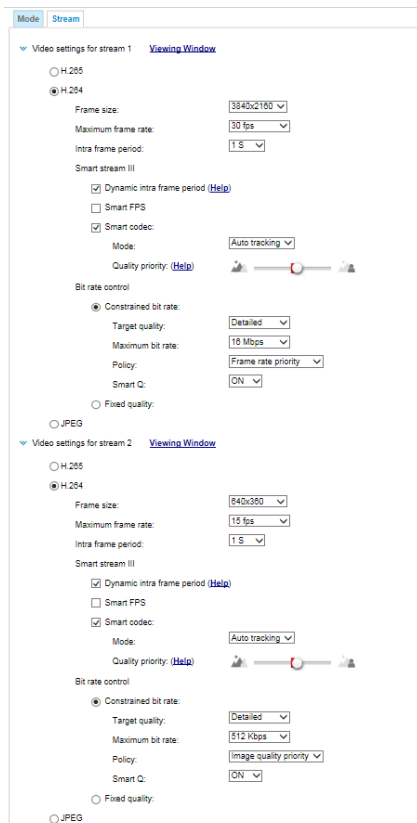 Mode Stream
Video settings for stream 1 Viewing Window
H.265
H.264
Frame size: 3840x2160
Maximum frame rate: 30 fps
Intra frame period: 1 S
Smart stream III
Dynamic intra frame period (Help)
Smart FPS
Smart codec:
Mode: Auto tracking
Quality priority: (Help)
Bit rate control
Constrained bit rate:
Target quality: Detailed
Maximum bit rate: 16 Mbps
Policy: Frame rate priority
Smart Q: ON
Fixed quality:
JPEG
Video settings for stream 2 Viewing Window
H.265
H.264
Frame size: 640x360
Maximum frame rate: 15 fps
Intra frame period: 1 S
Smart stream III
Dynamic intra frame period (Help)
Smart FPS
Smart codec:
Mode: Auto tracking
Quality priority: (Help)
Bit rate control
Constrained bit rate:
Target quality: Detailed
Maximum bit rate: 512 Kbps
Policy: Image quality priority
Smart Q: ON
Fixed quality:
JPEG